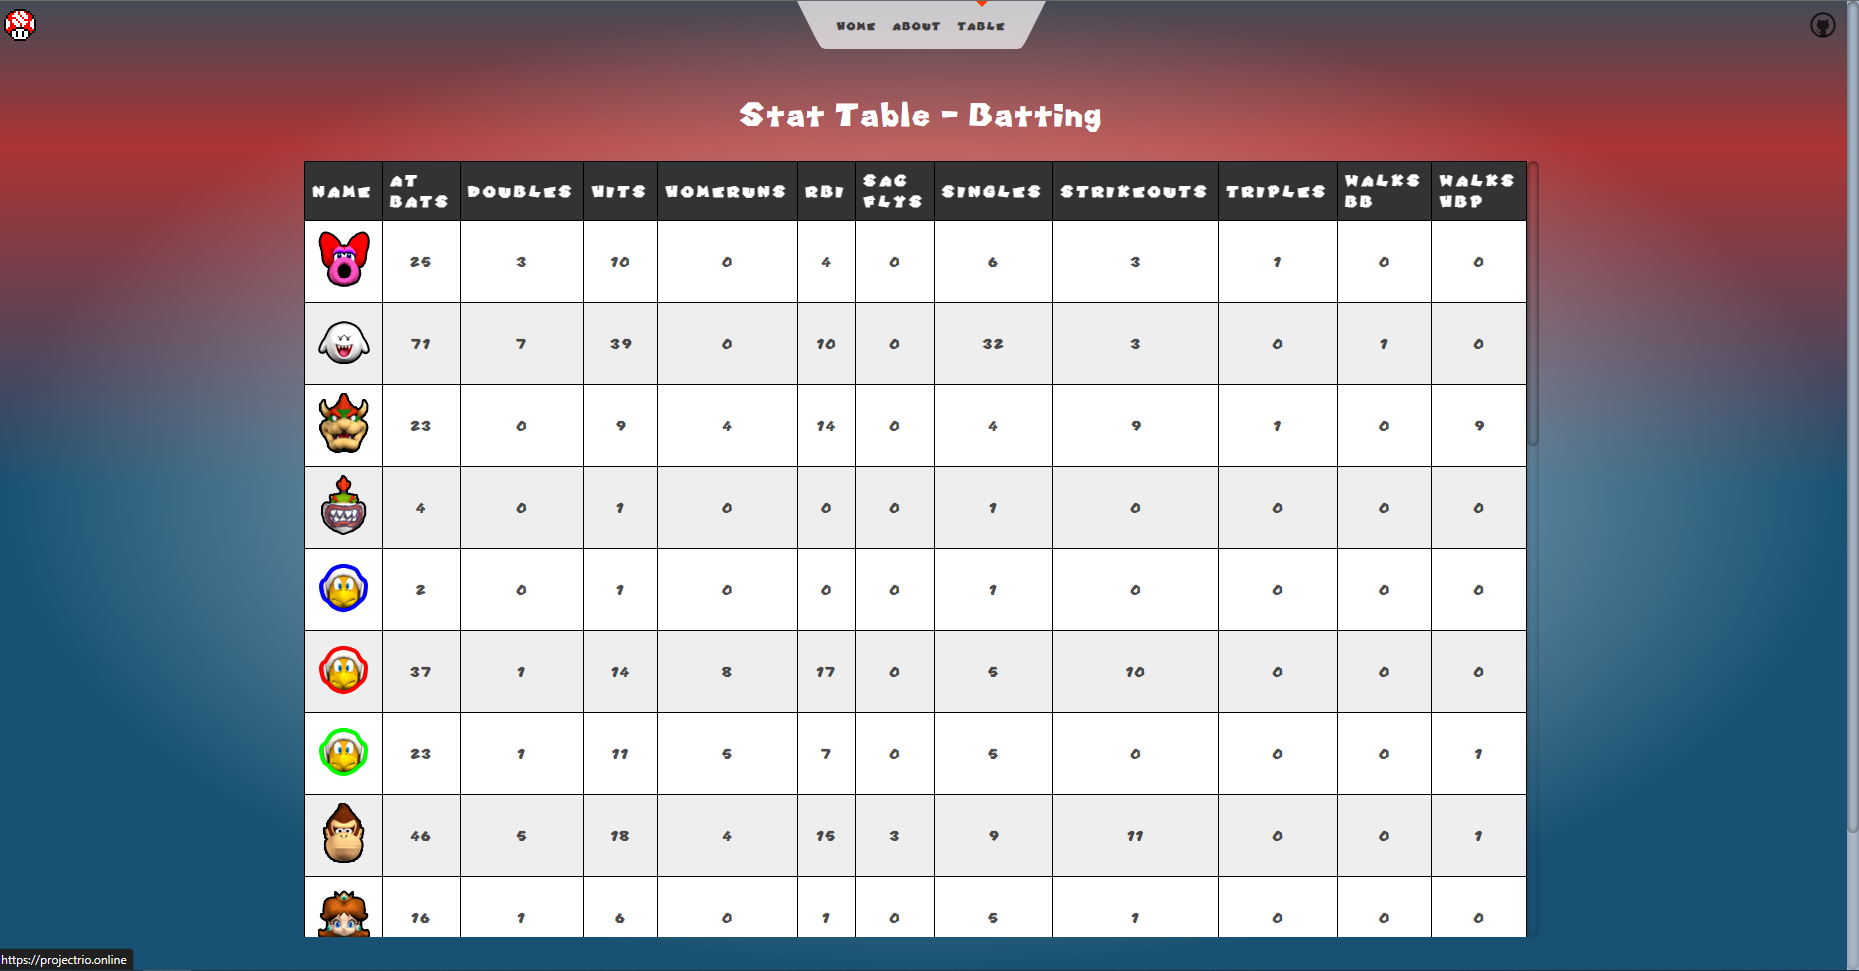 HOME ABOUT TABLE
Stat Table - Batting
NAME AT BATS DOUBLES HITS HOMERUNS RBI SAC FLYS SINGLES STRIKEOUTS TRIPLES WALKS BB WALKS HBP
25 3 10 0 4 0 6 3 1 0 0
71 7 39 0 10 0 32 3 0 1 0
23 0 9 4 14 0 4 9 1 0 9
4 0 1 0 0 0 1 0 0 0 0
2 0 1 0 0 0 1 0 0 0 0
37 1 14 8 17 0 5 10 0 0 0
23 1 11 5 7 0 5 0 0 0 1
46 5 18 4 15 3 9 11 0 0 1
16 1 6 0 1 0 5 1 0 0 0
https://projectrio.online